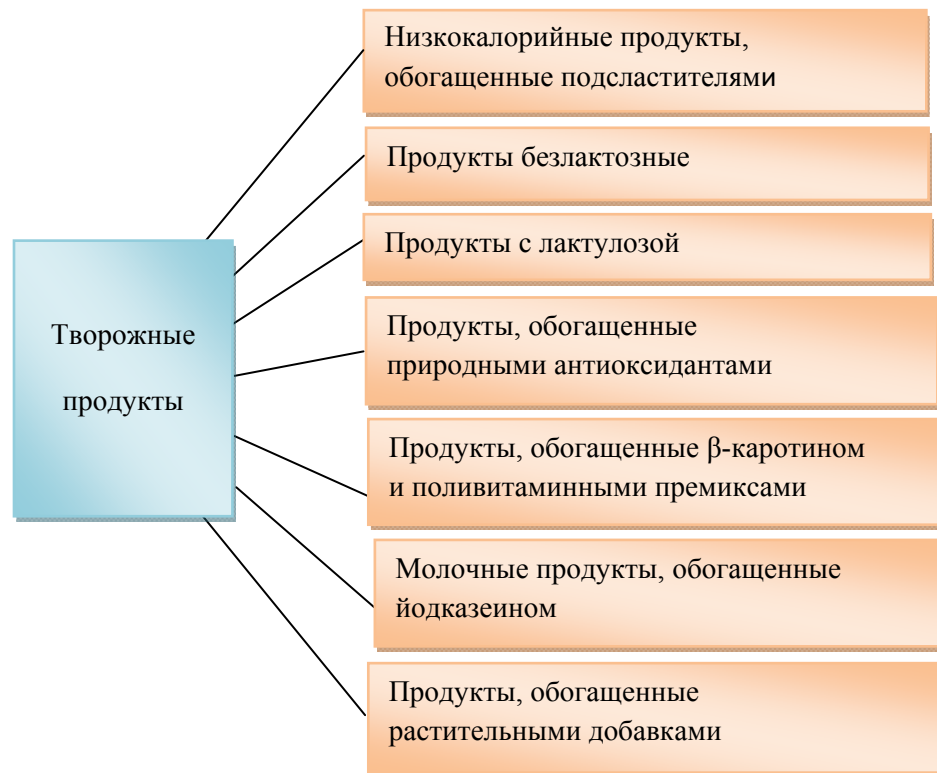 Низкокалорийные продукты,
обогащенные подсластителями
Продукты безлактозные
Продукты с лактулозой
Творожные
продукты
Продукты, обогащенные
природными антиоксидантами
Продукты, обогащенные β-каротином
и поливитаминными премиксами
Молочные продукты, обогащенные
йодказеином
Продукты, обогащенные
растительными добавками